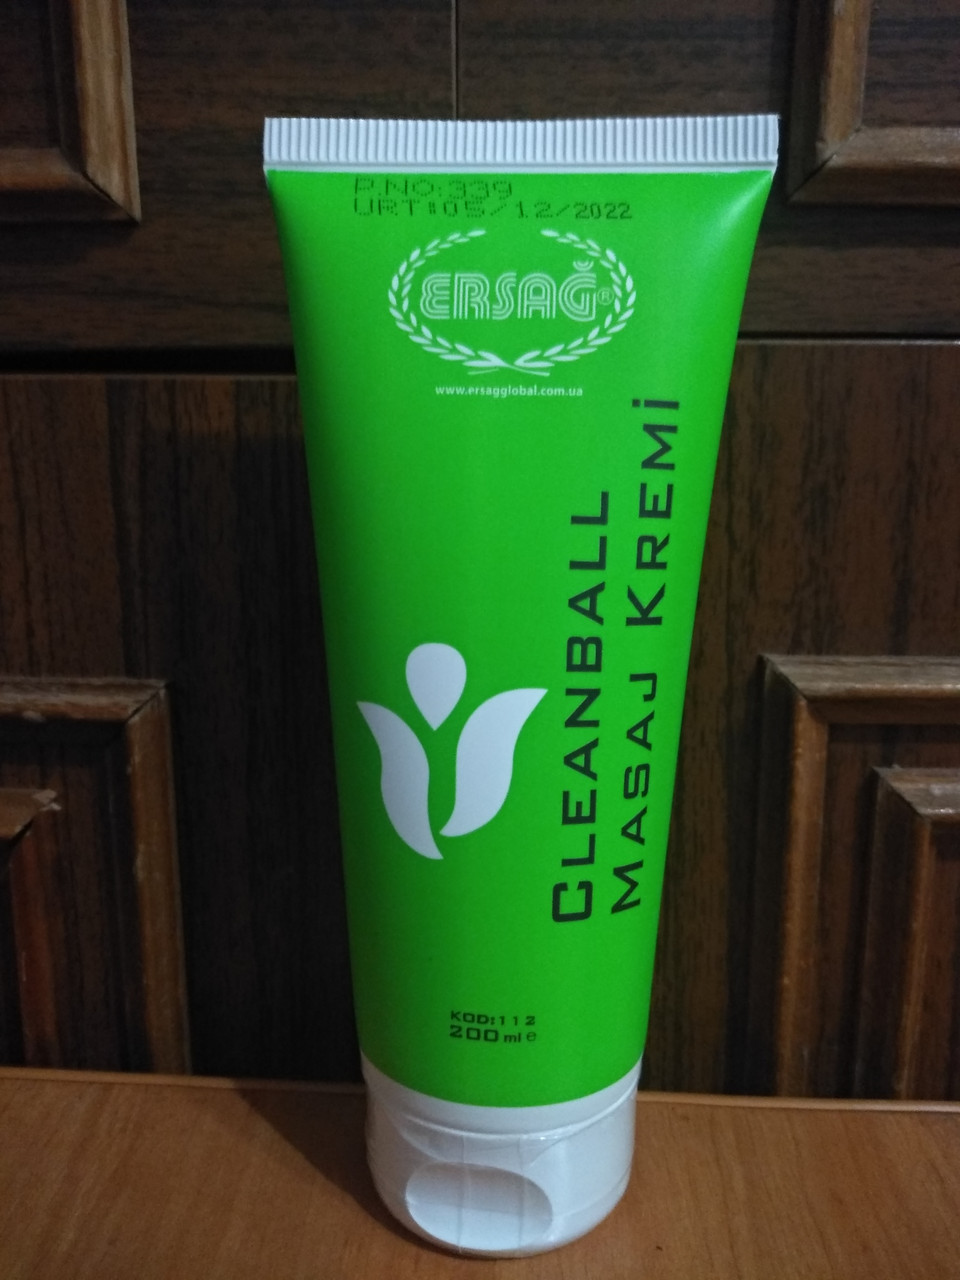 P.NO:339
URT:05/12/2022
ERSAĞ®
www.ersagglobal.com.ua
CLEANBALL
MASAJ KREMİ
KOD:112
200 ml e